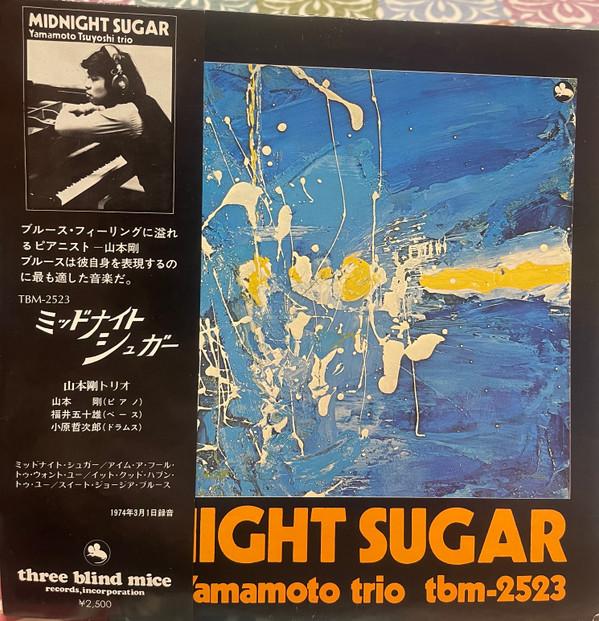 MIDNIGHT SUGAR
Yamamoto Tsuyoshi trio
ブルース・フィーリングに溢れ
るピアニスト—山本剛
ブルースは彼自身を表現するの
に最も適した音楽だ。
TBM-2523
ミッドナイト
シュガー
山本剛トリオ
山本 剛(ピアノ)
福井五十雄(ベース)
小原哲次郎(ドラムス)
ミッドナイト・シュガー/アイム・ア・フール・
トゥ・ウォント・ユー/イット・クッド・ハプン・
トゥ・ユー/スイート・ジョージア・ブルース
1974年3月1日録音
three blind mice
records,incorporation
¥2,500
NIGHT SUGAR
Yamamoto trio tbm-2523